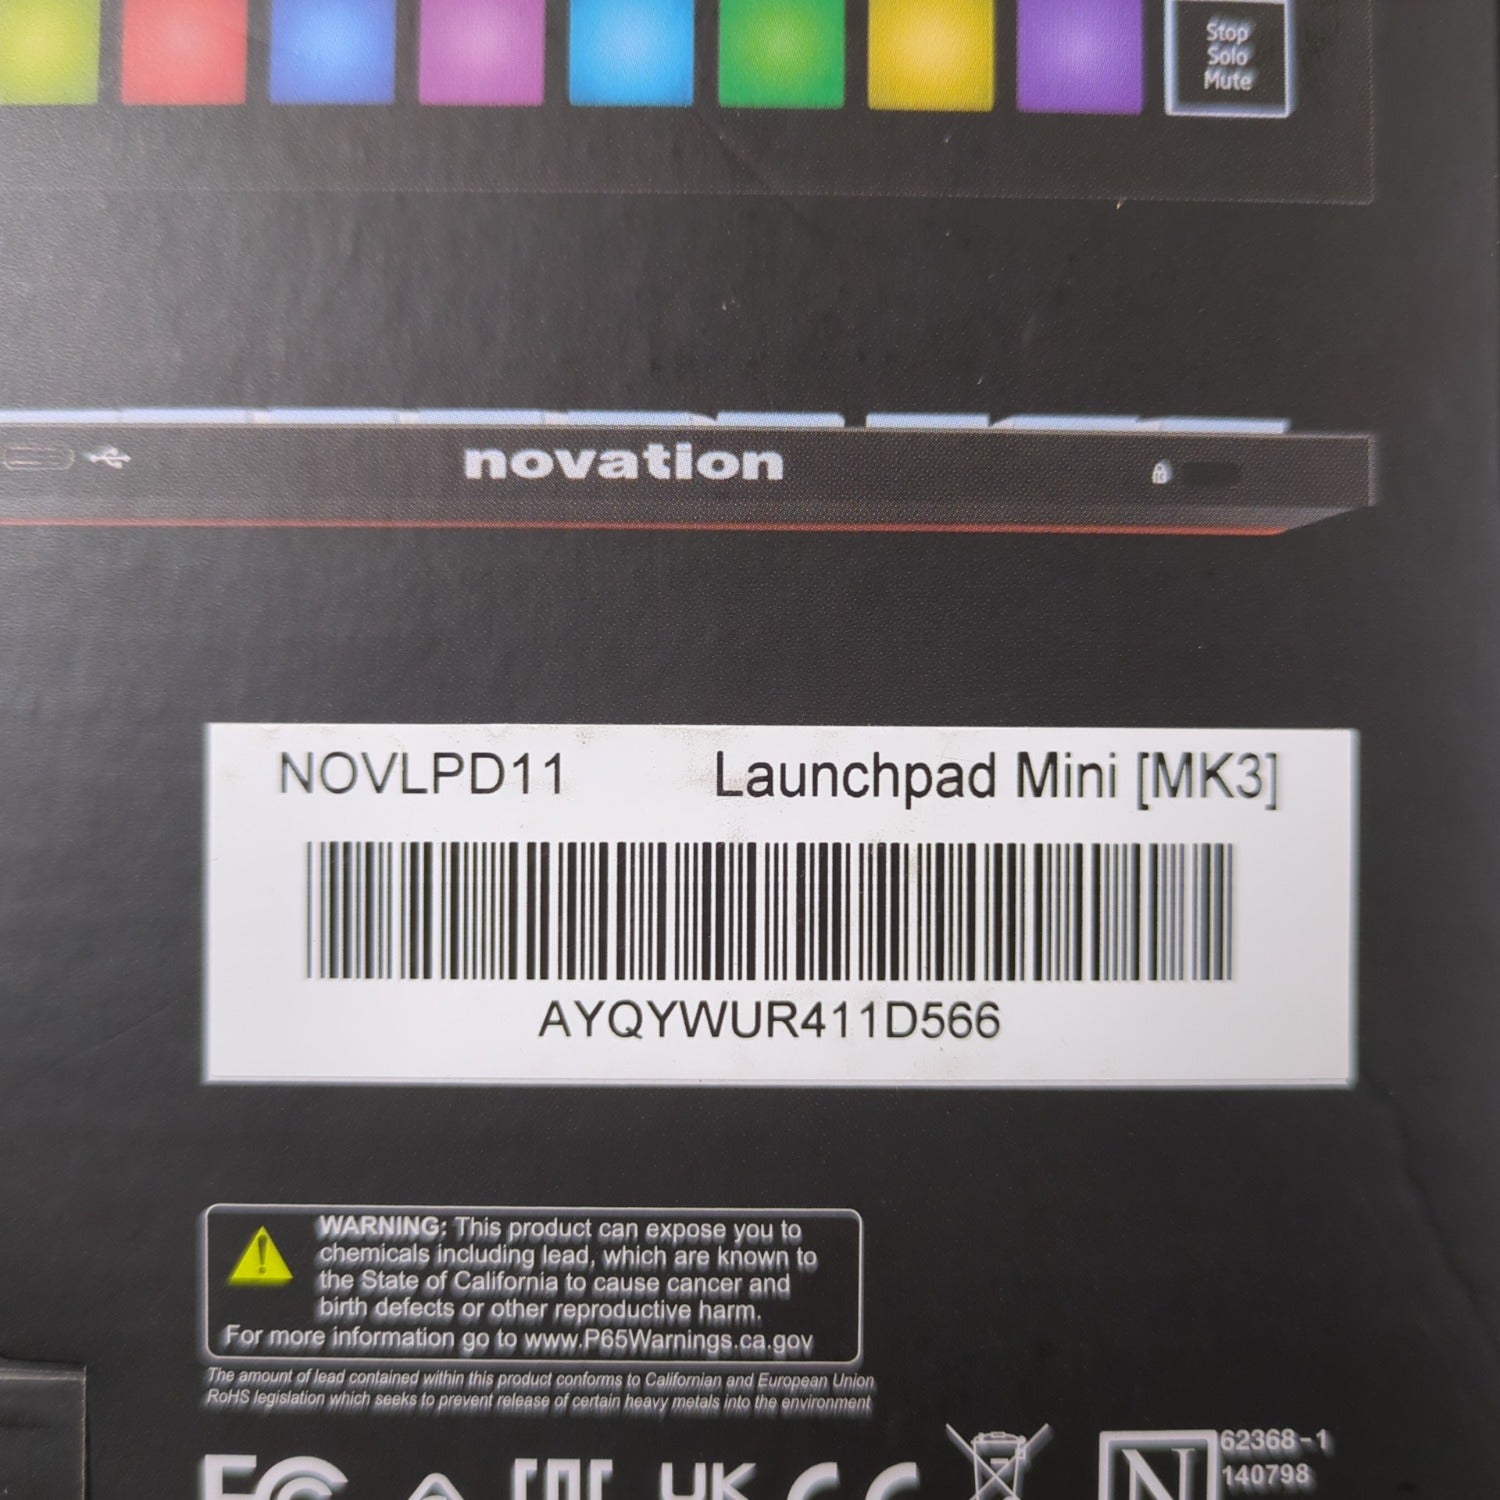 Stop
Solo
Mute
novation
NOVLPD11 Launchpad Mini [MK3]
AYQYWUR411D566
WARNING: This product can expose you to
chemicals including lead, which are known to
the State of California to cause cancer and
birth defects or other reproductive harm.
For more information go to www.P65Warnings.ca.gov
The amount of lead contained within this product conforms to Californian and European Union
RoHS legislation which seeks to prevent release of certain heavy metals into the environment
FC EAC UK CE N 62368-1
140798